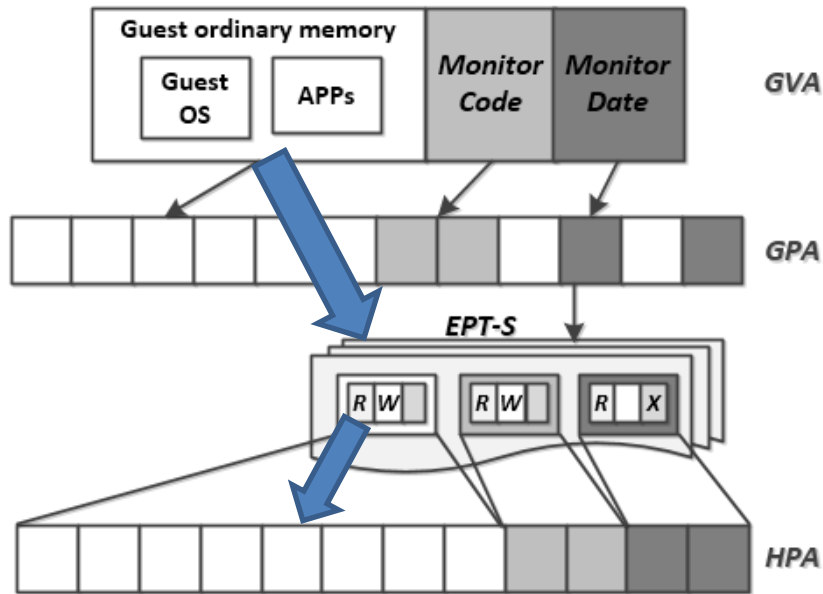 Guest ordinary memory
Guest
OS
APPs
Monitor
Code
Monitor
Date
GVA
GPA
EPT-S
R W
R W
R X
HPA